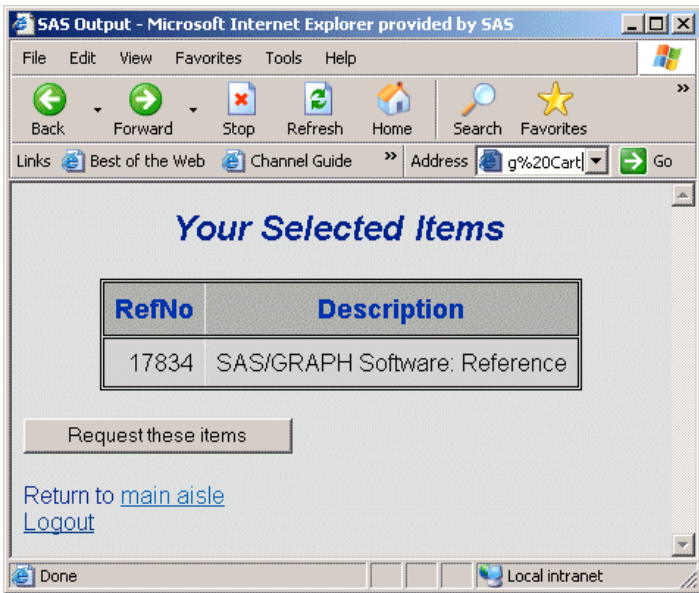 SAS Output - Microsoft Internet Explorer provided by SAS
File Edit View Favorites Tools Help
Back Forward Stop Refresh Home Search Favorites »
Links Best of the Web Channel Guide » Address g%20Cart Go
Your Selected Items
RefNo Description
17834 SAS/GRAPH Software: Reference
Request these items
Return to main aisle
Logout
Done Local intranet